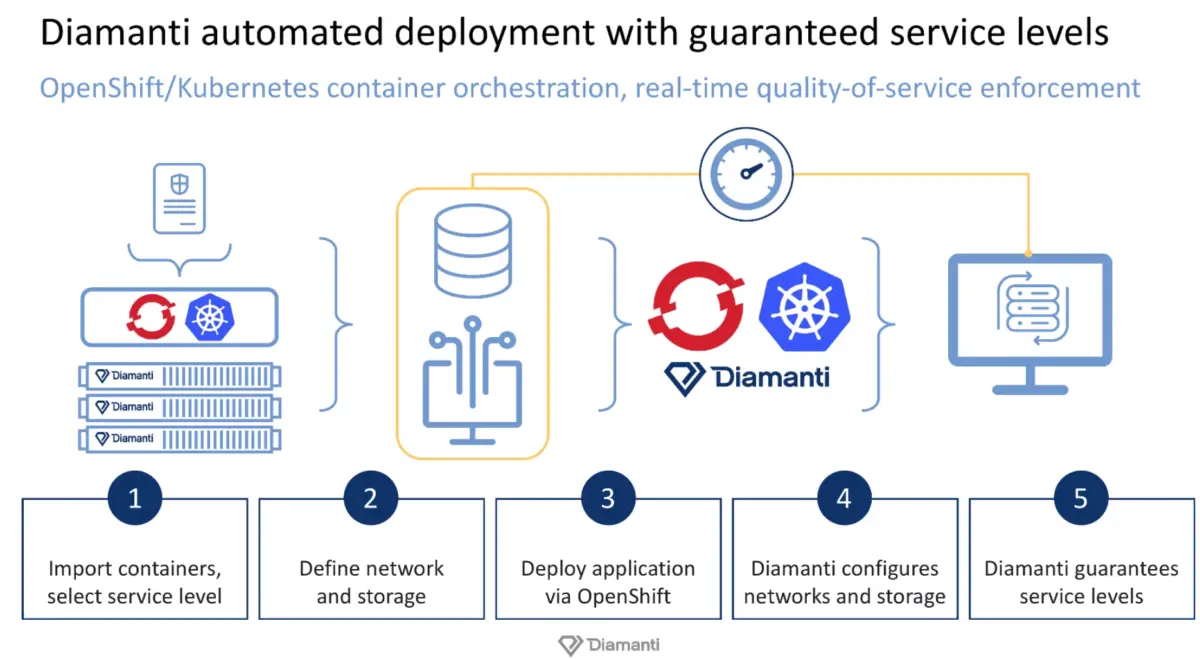 Diamanti automated deployment with guaranteed service levels
OpenShift/Kubernetes container orchestration, real-time quality-of-service enforcement
Diamanti
Diamanti
Diamanti
Diamanti
1
Import containers,
select service level
2
Define network
and storage
3
Deploy application
via OpenShift
4
Diamanti configures
networks and storage
5
Diamanti guarantees
service levels
Diamanti